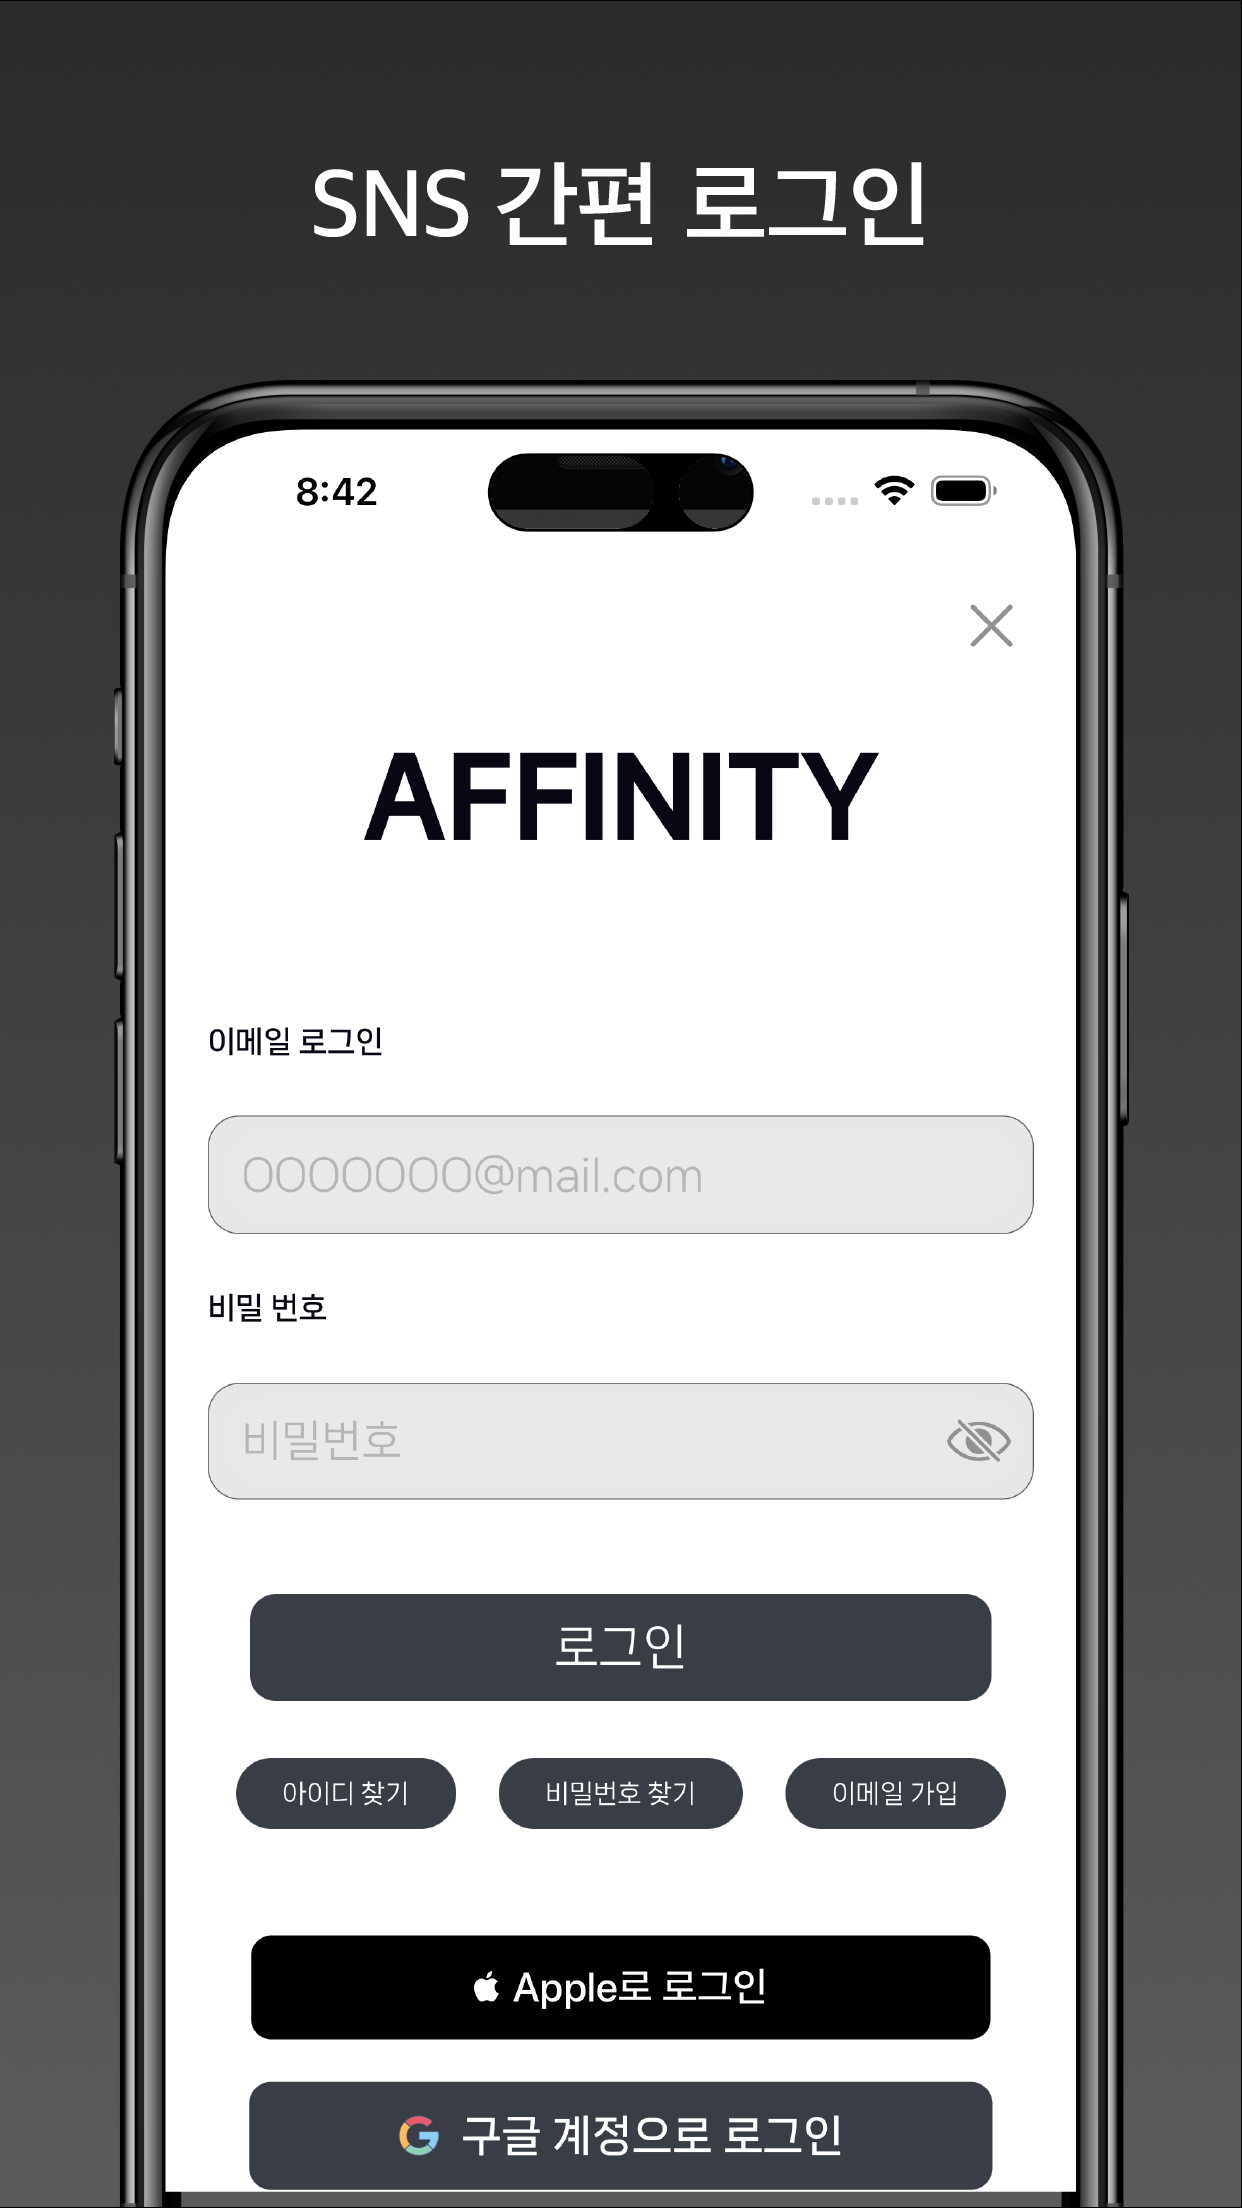 SNS 간편 로그인
8:42
AFFINITY
이메일 로그인
OOOOOOO@mail.com
비밀 번호
비밀번호
로그인
아이디 찾기 비밀번호 찾기 이메일 가입
Apple로 로그인
구글 계정으로 로그인